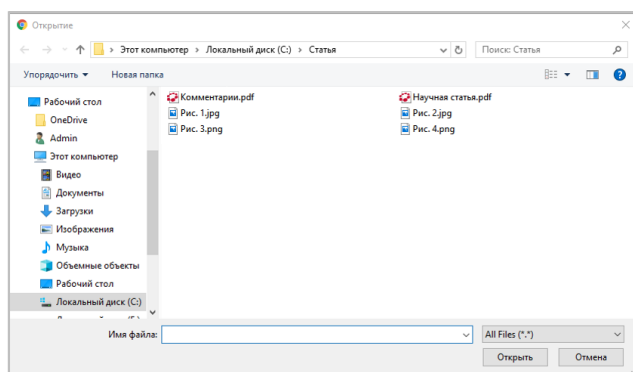 Открытие
Этот компьютер > Локальный диск (C:) > Статья
Поиск: Статья
Упорядочить
Новая папка
Рабочий стол
OneDrive
Admin
Этот компьютер
Видео
Документы
Загрузки
Изображения
Музыка
Объемные объекты
Рабочий стол
Локальный диск (C:)
Комментарии.pdf
Научная статья.pdf
Рис. 1.jpg
Рис. 2.jpg
Рис. 3.png
Рис. 4.png
Имя файла:
All Files (*.*)
Открыть
Отмена